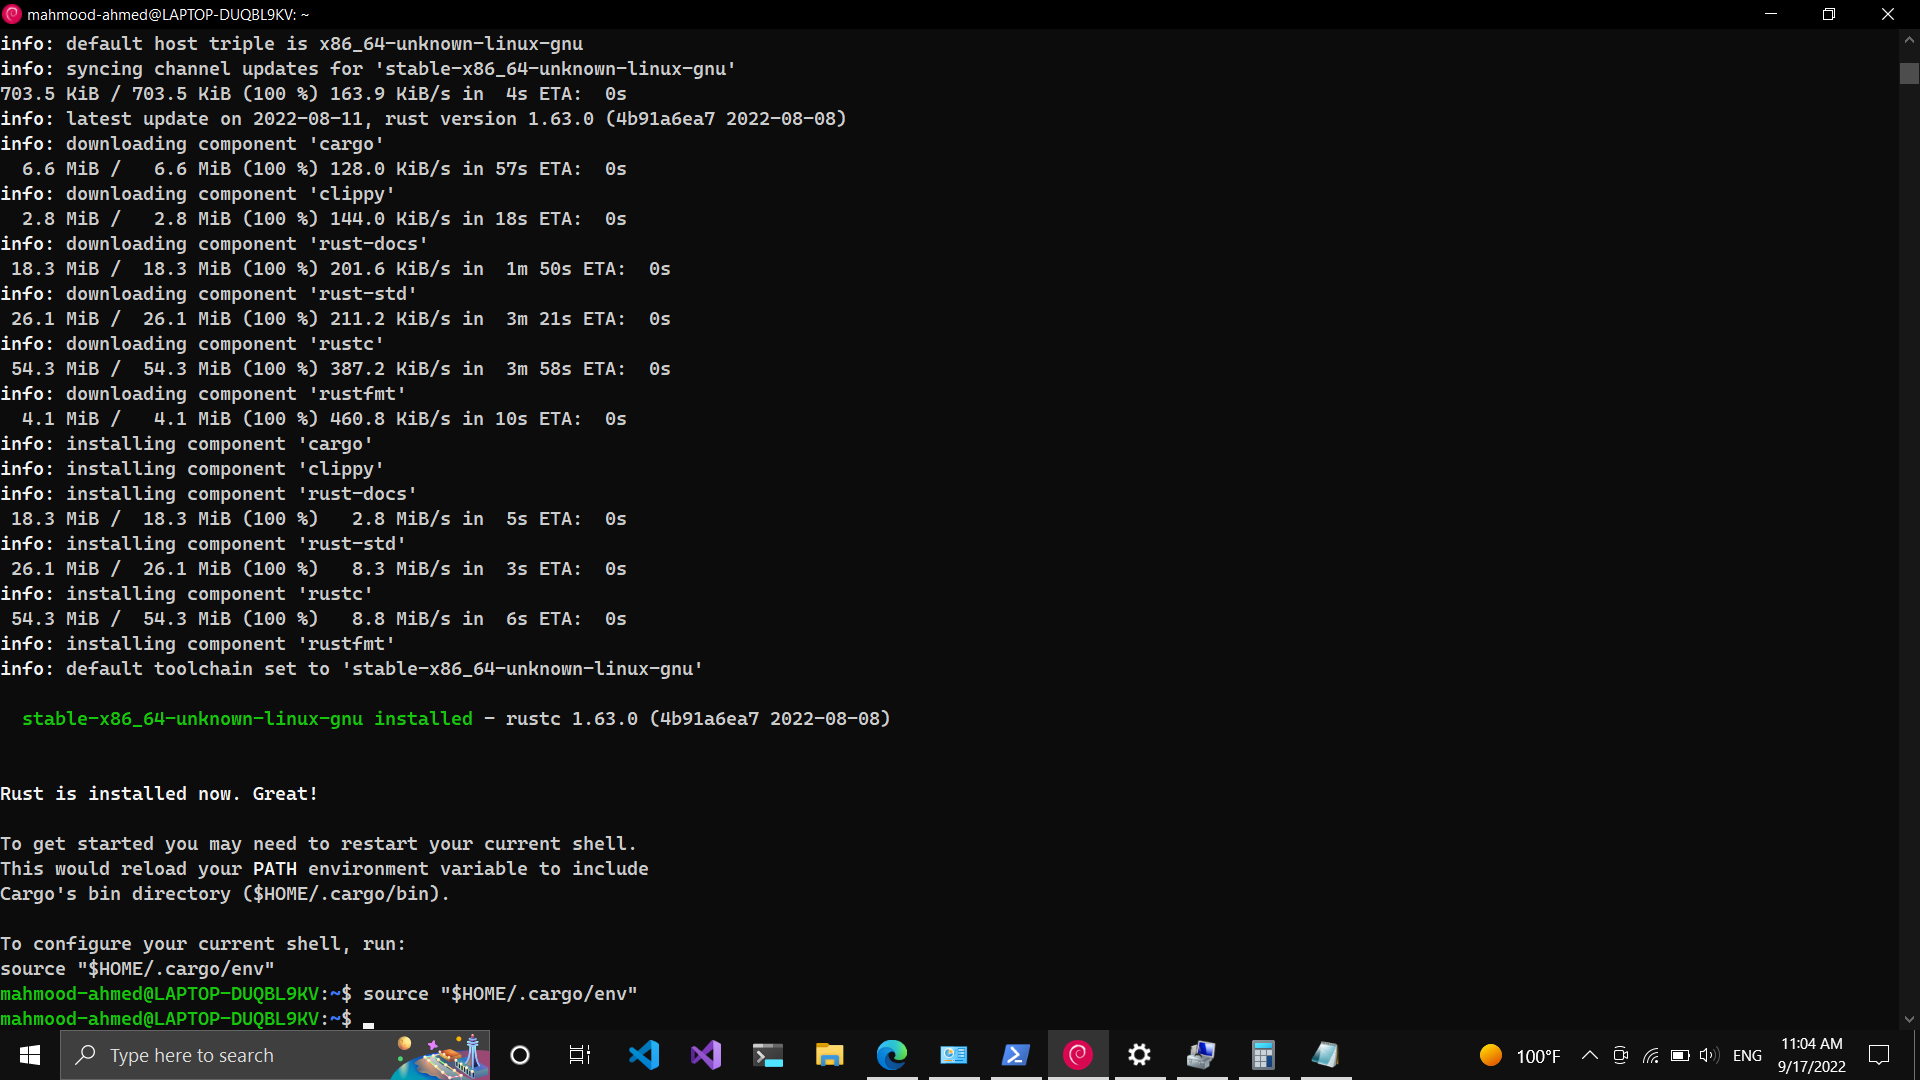 mahmood-ahmed@LAPTOP-DUQBL9KV: ~
info: default host triple is x86_64-unknown-linux-gnu
info: syncing channel updates for 'stable-x86_64-unknown-linux-gnu'
703.5 KiB / 703.5 KiB (100 %) 163.9 KiB/s in  4s ETA:  0s
info: latest update on 2022-08-11, rust version 1.63.0 (4b91a6ea7 2022-08-08)
info: downloading component 'cargo'
  6.6 MiB /   6.6 MiB (100 %) 128.0 KiB/s in 57s ETA:  0s
info: downloading component 'clippy'
  2.8 MiB /   2.8 MiB (100 %) 144.0 KiB/s in 18s ETA:  0s
info: downloading component 'rust-docs'
 18.3 MiB /  18.3 MiB (100 %) 201.6 KiB/s in  1m 50s ETA:  0s
info: downloading component 'rust-std'
 26.1 MiB /  26.1 MiB (100 %) 211.2 KiB/s in  3m 21s ETA:  0s
info: downloading component 'rustc'
 54.3 MiB /  54.3 MiB (100 %) 387.2 KiB/s in  3m 58s ETA:  0s
info: downloading component 'rustfmt'
  4.1 MiB /   4.1 MiB (100 %) 460.8 KiB/s in 10s ETA:  0s
info: installing component 'cargo'
info: installing component 'clippy'
info: installing component 'rust-docs'
 18.3 MiB /  18.3 MiB (100 %)   2.8 MiB/s in  5s ETA:  0s
info: installing component 'rust-std'
 26.1 MiB /  26.1 MiB (100 %)   8.3 MiB/s in  3s ETA:  0s
info: installing component 'rustc'
 54.3 MiB /  54.3 MiB (100 %)   8.8 MiB/s in  6s ETA:  0s
info: installing component 'rustfmt'
info: default toolchain set to 'stable-x86_64-unknown-linux-gnu'
  stable-x86_64-unknown-linux-gnu installed - rustc 1.63.0 (4b91a6ea7 2022-08-08)
Rust is installed now. Great!
To get started you may need to restart your current shell.
This would reload your PATH environment variable to include
Cargo's bin directory ($HOME/.cargo/bin).
To configure your current shell, run:
source "$HOME/.cargo/env"
mahmood-ahmed@LAPTOP-DUQBL9KV:~$ source "$HOME/.cargo/env"
mahmood-ahmed@LAPTOP-DUQBL9KV:~$
Type here to search
100°F
ENG
11:04 AM
9/17/2022